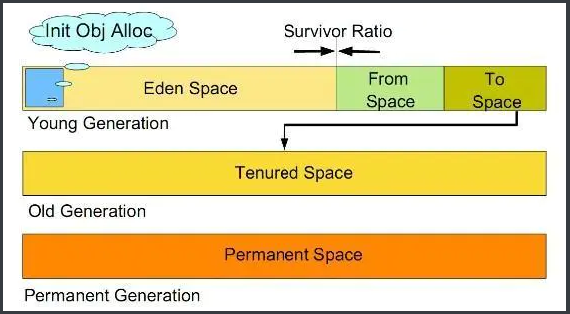 Init Obj Alloc
Survivor Ratio
Eden Space
From
Space
To
Space
Young Generation
Tenured Space
Old Generation
Permanent Space
Permanent Generation